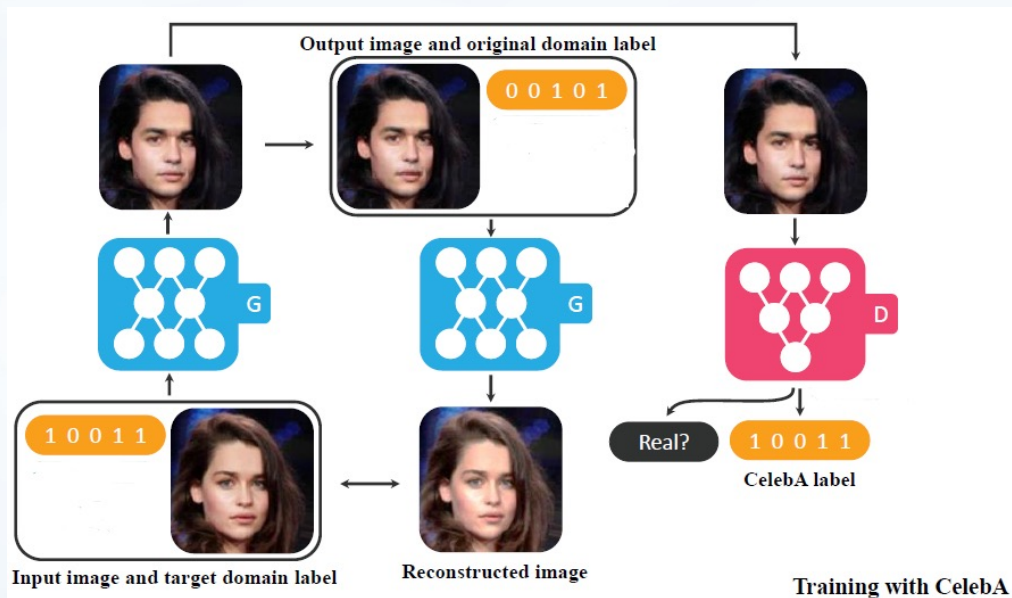 Output image and original domain label
0 0 1 0 1
G
G
D
1 0 0 1 1
Real?
1 0 0 1 1
CelebA label
Input image and target domain label
Reconstructed image
Training with CelebA